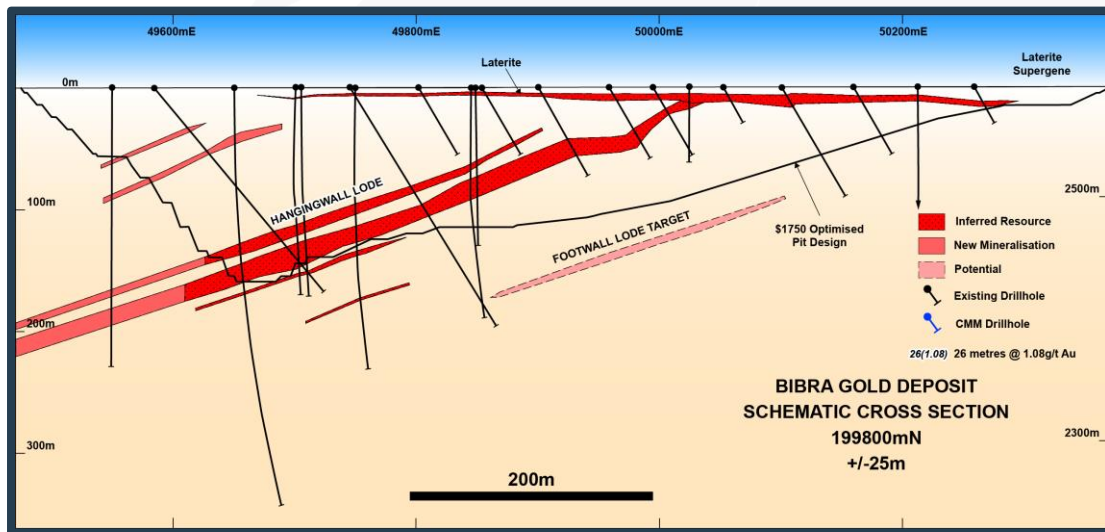 49600mE
49800mE
50000mE
50200mE
0m
Laterite
Laterite
Supergene
HANGINGWALL LODE
100m
2500m
FOOTWALL LODE TARGET
$1750 Optimised
Pit Design
Inferred Resource
New Mineralisation
Potential
Existing Drillhole
CMM Drillhole
26(1.08) 26 metres @ 1.08g/t Au
200m
BIBRA GOLD DEPOSIT
SCHEMATIC CROSS SECTION
199800mN
+/-25m
2300m
300m
200m